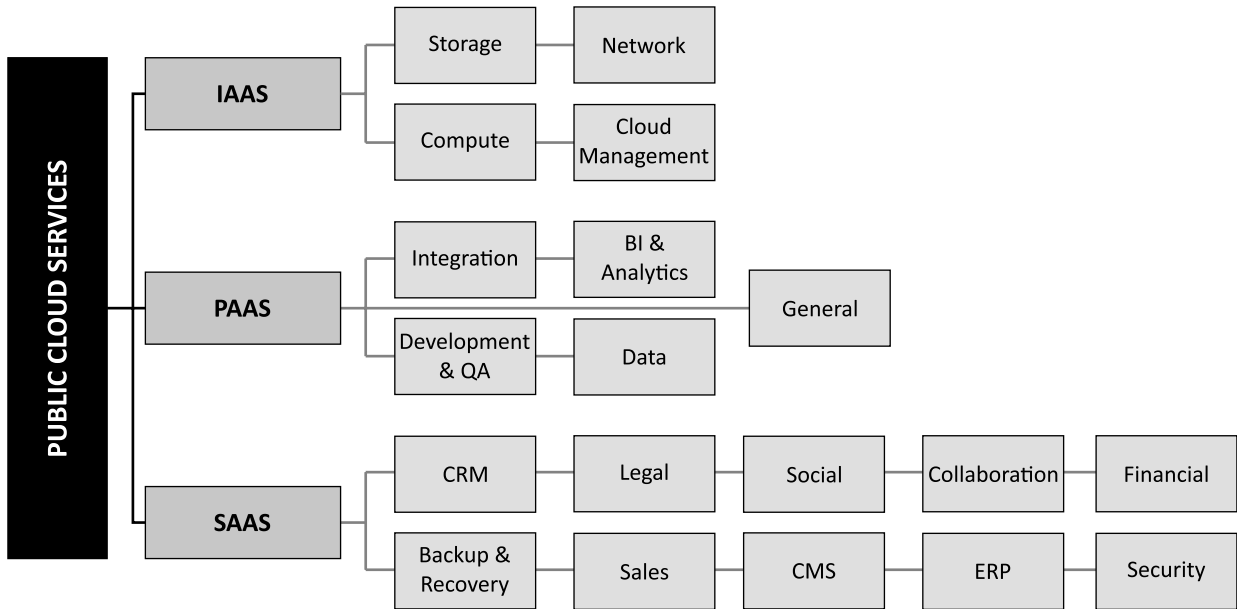 PUBLIC CLOUD SERVICES
IAAS
Storage
Network
Compute
Cloud
Management
PAAS
Integration
BI &
Analytics
General
Development
& QA
Data
SAAS
CRM
Legal
Social
Collaboration
Financial
Backup &
Recovery
Sales
CMS
ERP
Security